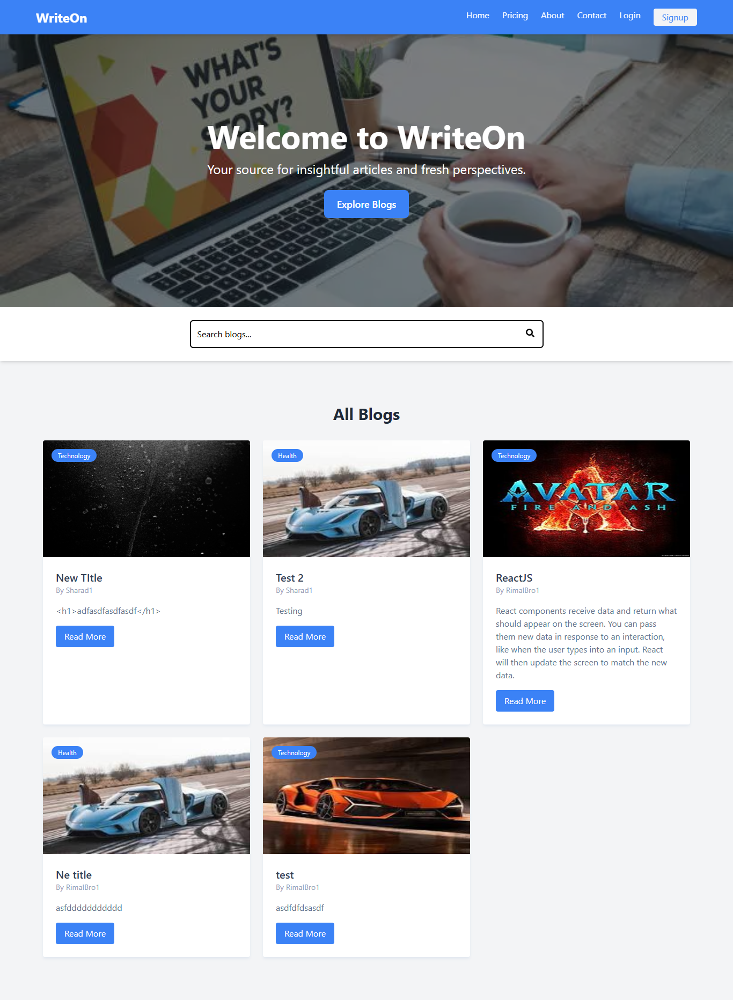 WriteOn
Home Pricing About Contact Login Signup
WHAT'S
YOUR
STORY?
Welcome to WriteOn
Your source for insightful articles and fresh perspectives.
Explore Blogs
Search blogs...
All Blogs
Technology
New TItle
By Sharad1
<h1>adfasdfasdfasdf</h1>
Read More
Health
Test 2
By Sharad1
Testing
Read More
Technology
AVATAR
FIRE AND ASH
ReactJS
By RimalBro1
React components receive data and return what
should appear on the screen. You can pass
them new data in response to an interaction,
like when the user types into an input. React
will then update the screen to match the new
data.
Read More
Health
Ne title
By RimalBro1
asfddddddddddd
Read More
Technology
test
By RimalBro1
asdfdfdsasdf
Read More